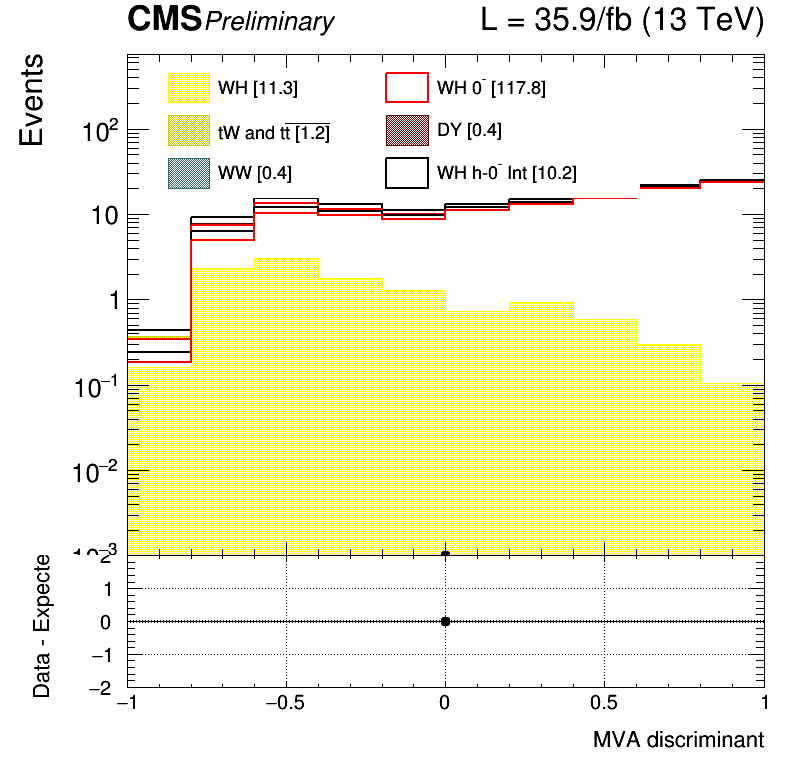 CMS Preliminary L = 35.9/fb (13 TeV)
Events
WH [11.3] WH 0⁻ [117.8]
tW and tt̅ [1.2] DY [0.4]
WW [0.4] WH h-0⁻ Int [10.2]
10²
10
1
10⁻¹
10⁻²
10⁻³
Data - Expecte
2
1
0
−1
−2
−1 −0.5 0 0.5 1
MVA discriminant